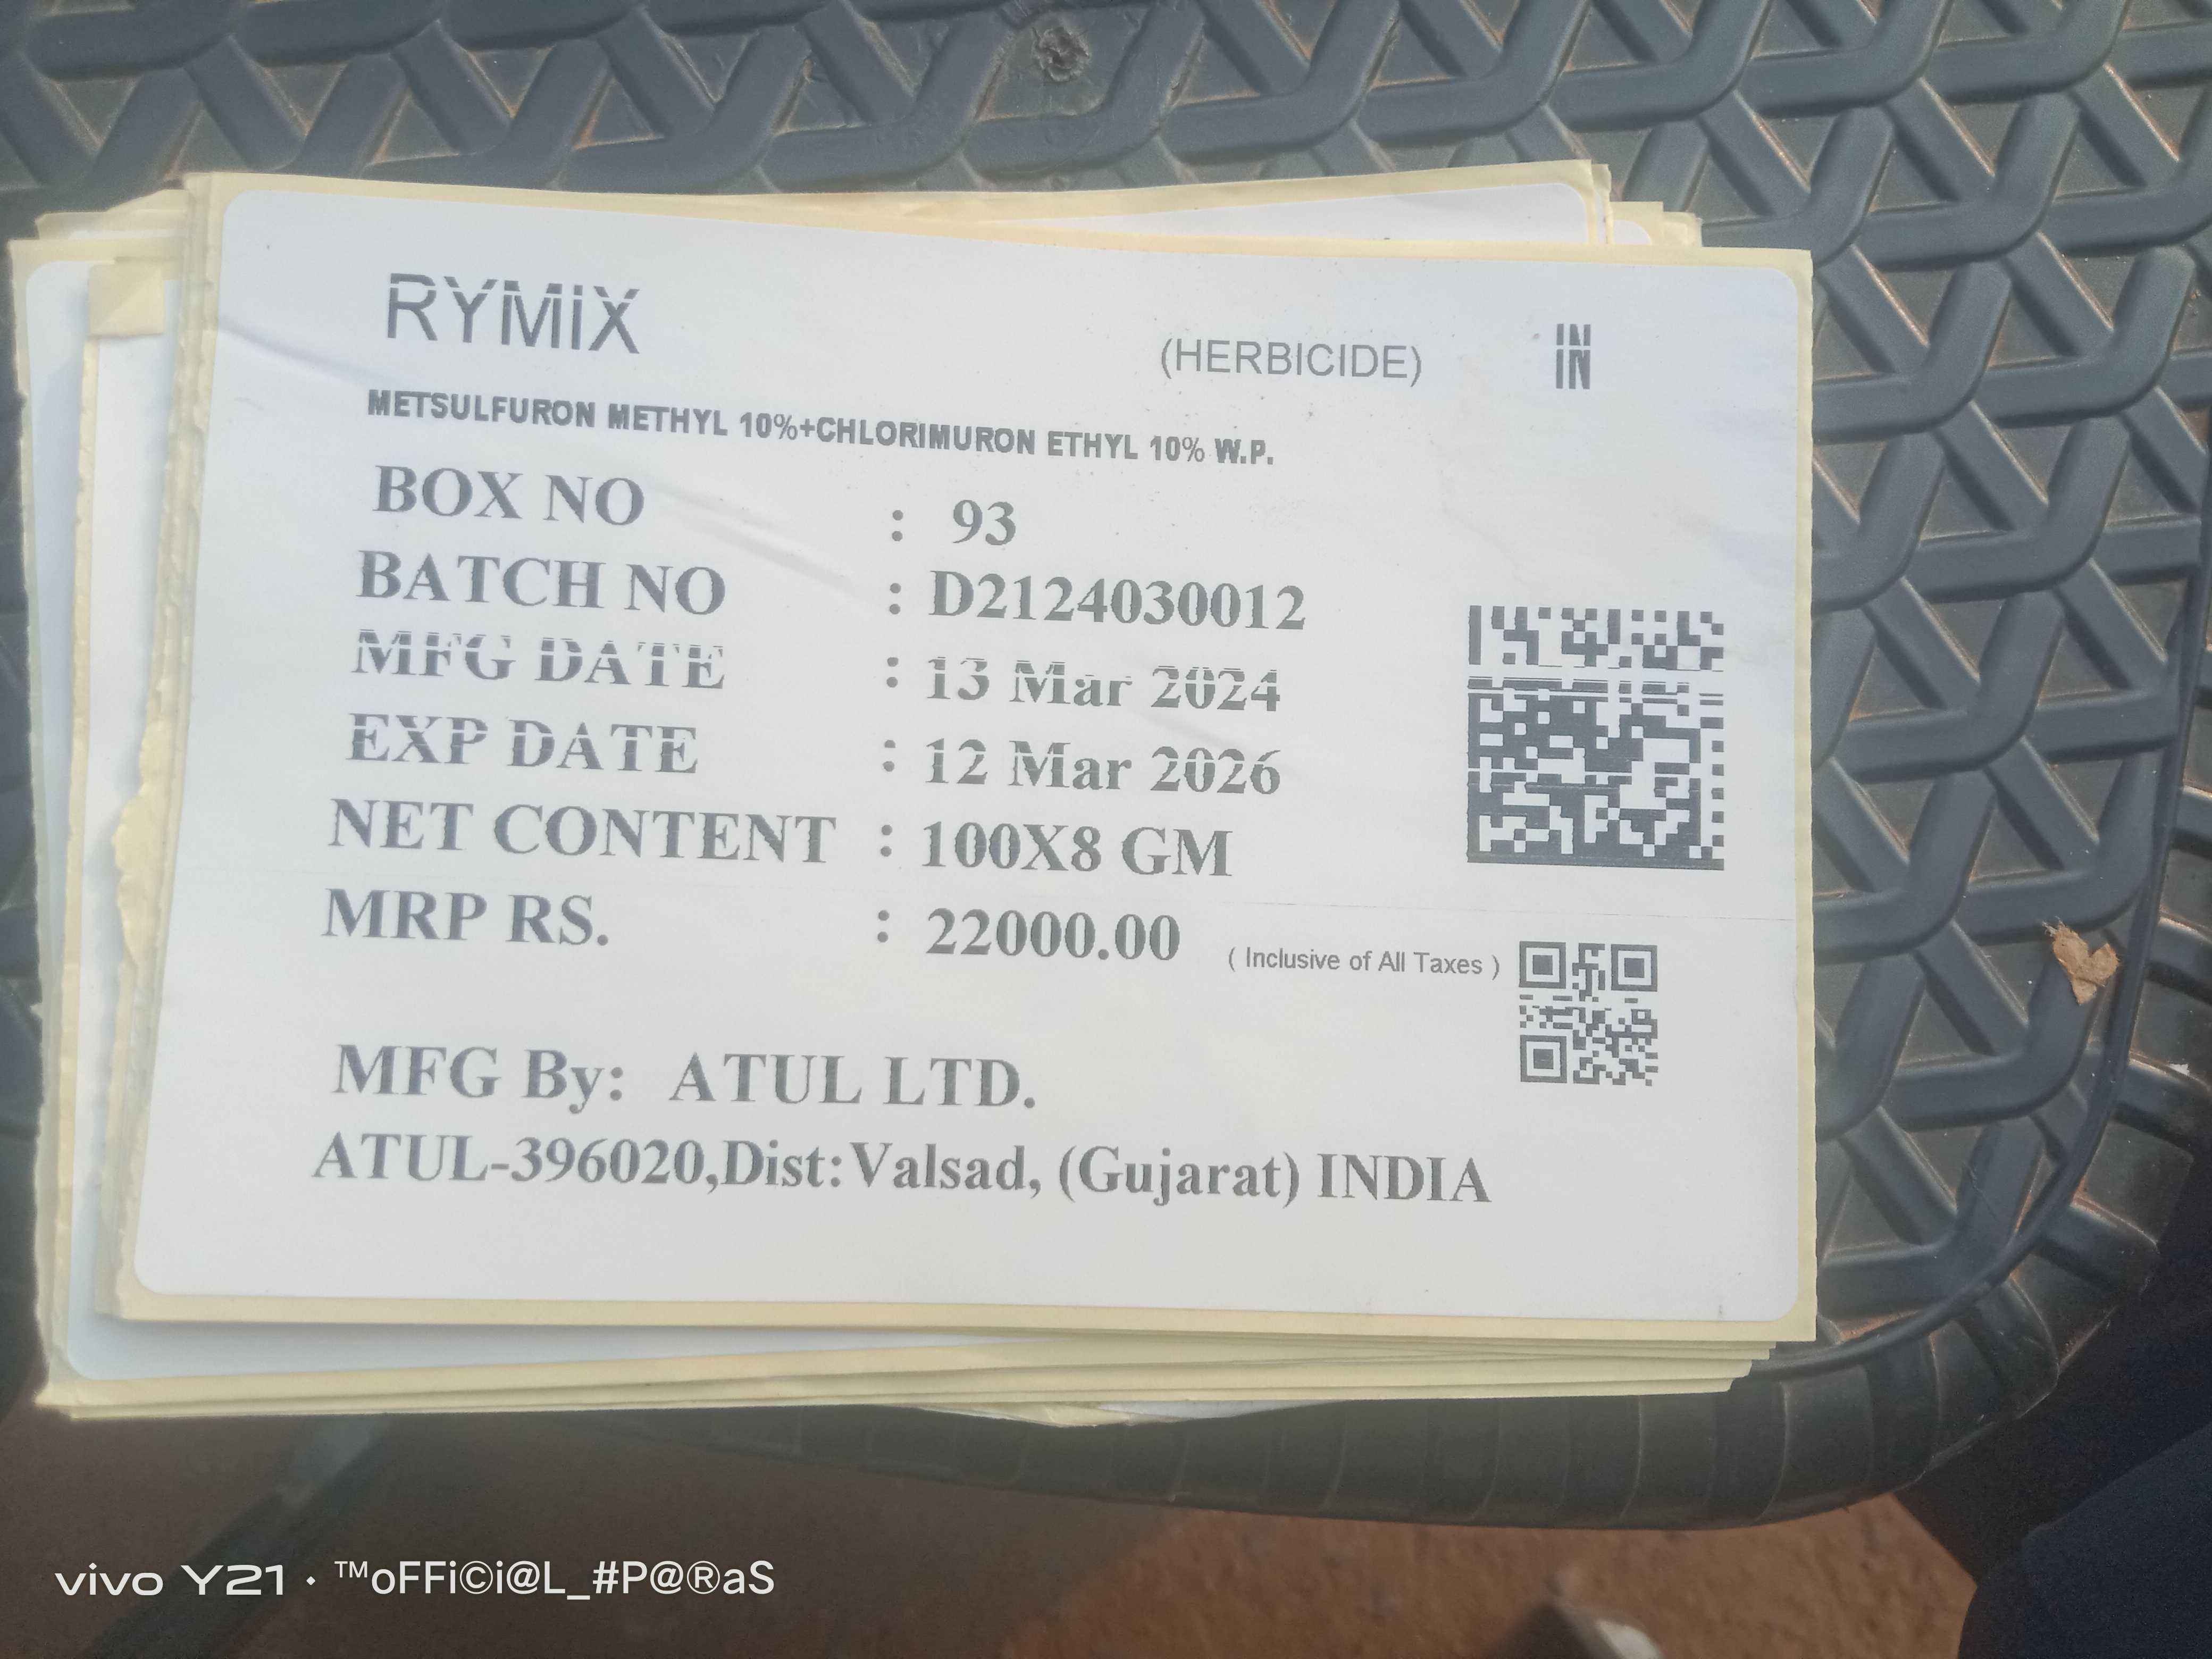 RYMiX
(HERBICIDE)
IN
METSULFURON METHYL 10%+CHLORIMURON ETHYL 10% W.P.
BOX NO : 93
BATCH NO : D2124030012
MFG DATE : 13 Mar 2024
EXP DATE : 12 Mar 2026
NET CONTENT : 100X8 GM
MRP RS. : 22000.00 ( Inclusive of All Taxes )
MFG By: ATUL LTD.
ATUL-396020,Dist:Valsad, (Gujarat) INDIA
vivo Y21 · ™oFFi©i@L_#P@®aS